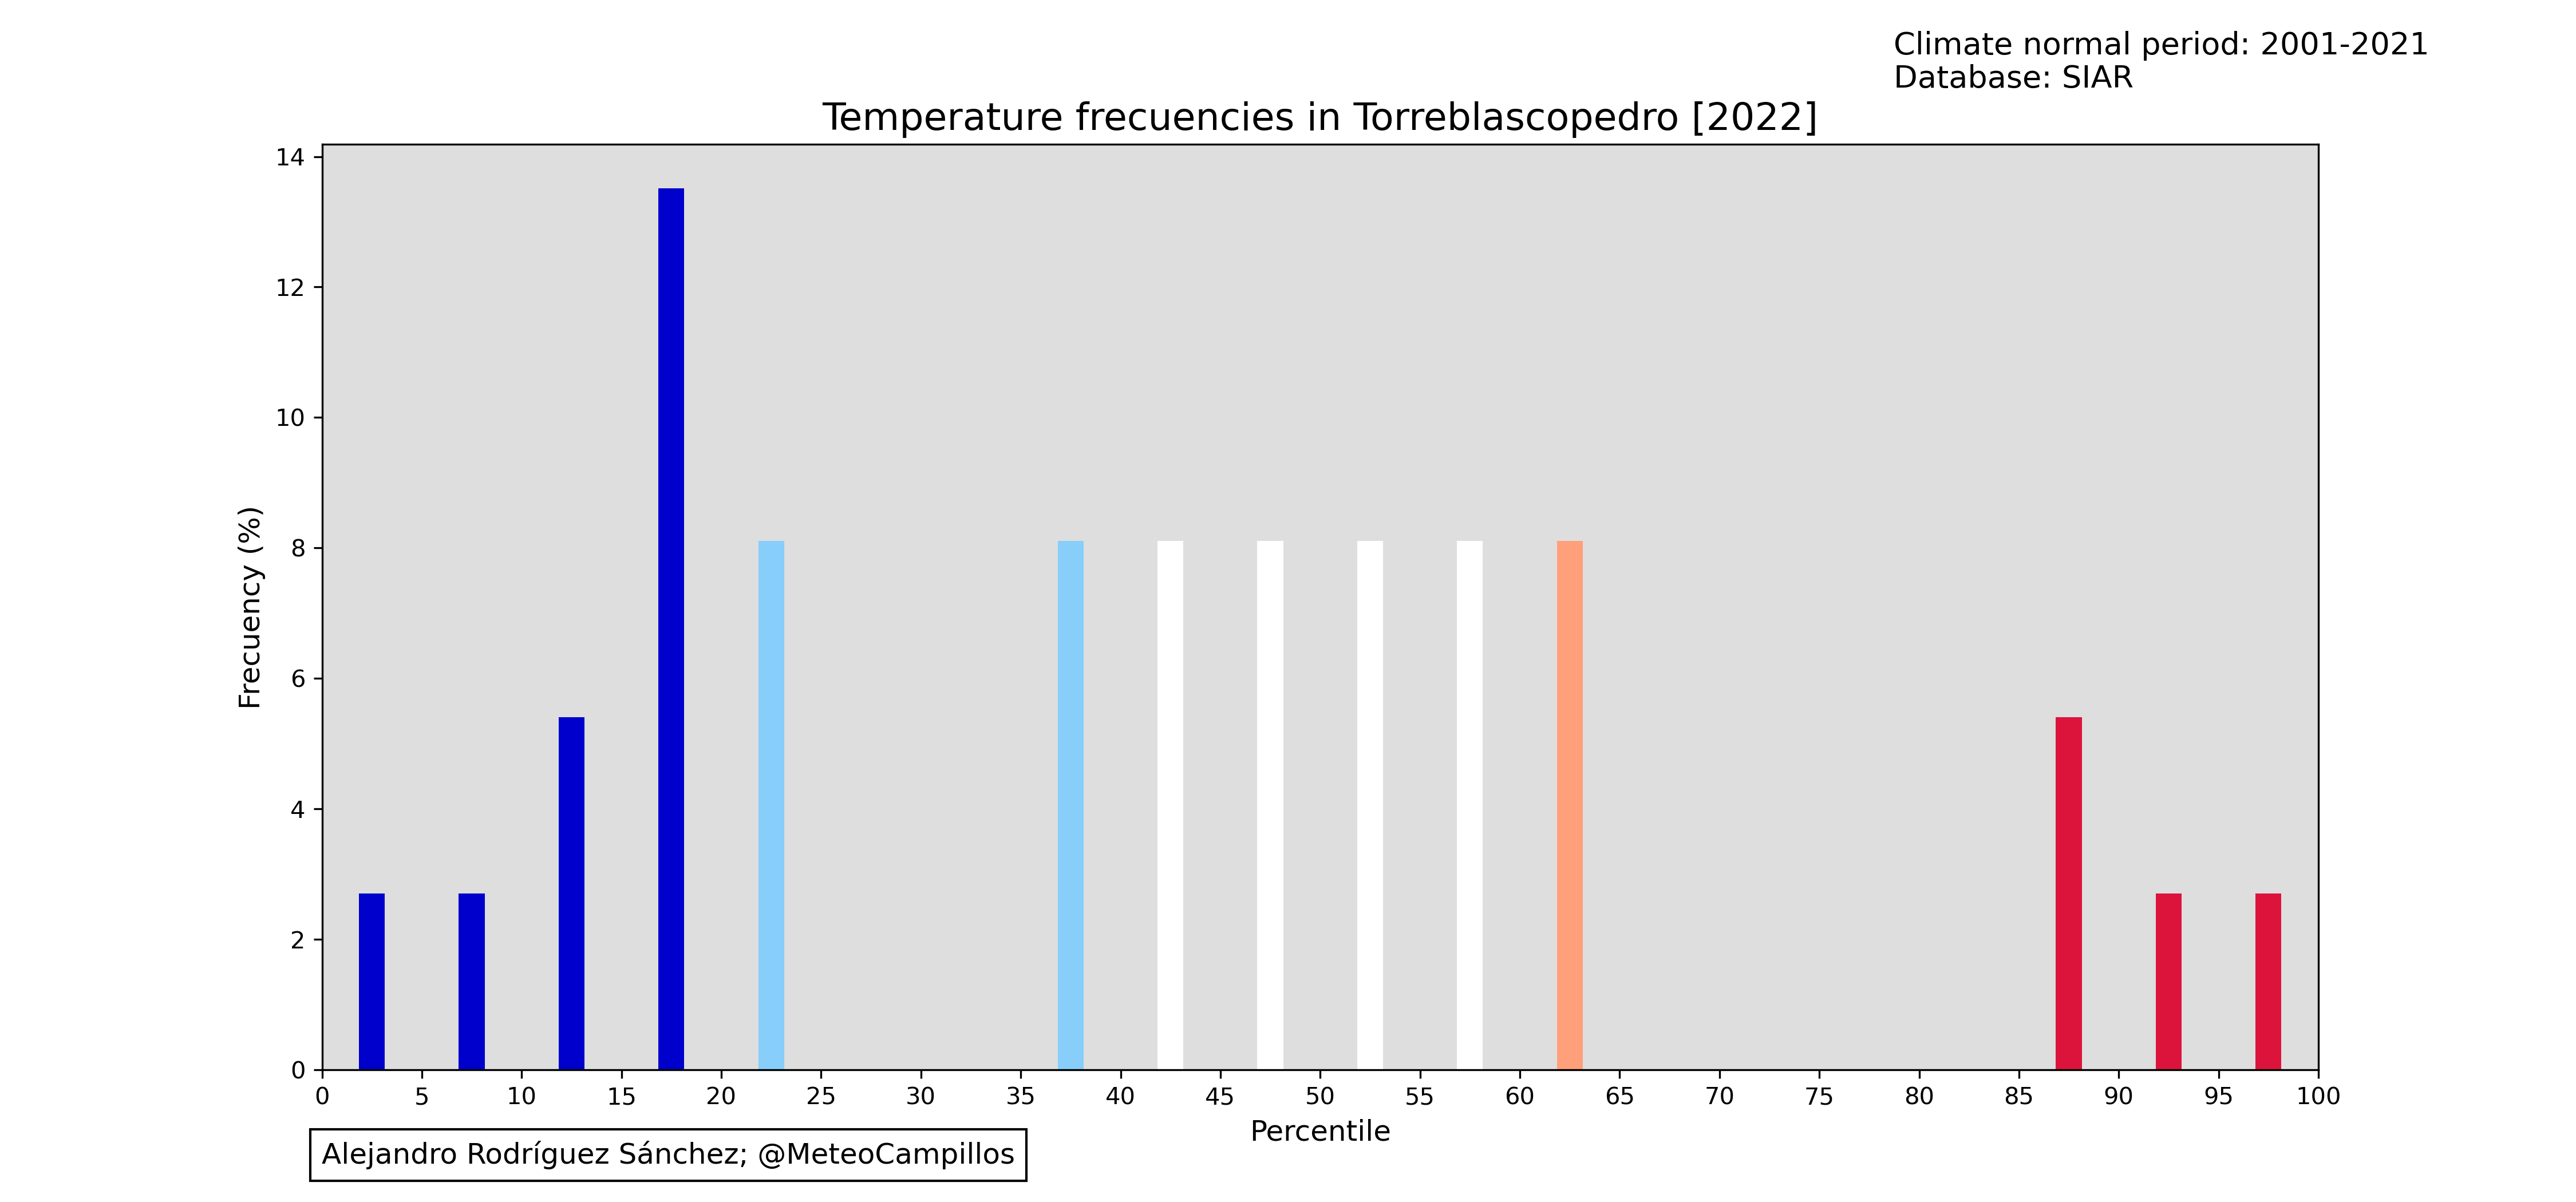 Climate normal period: 2001-2021
Database: SIAR
Temperature frecuencies in Torreblascopedro [2022]
14
12
10
8
6
4
2
0
Frecuency (%)
0 5 10 15 20 25 30 35 40 45 50 55 60 65 70 75 80 85 90 95 100
Percentile
Alejandro Rodríguez Sánchez; @MeteoCampillos